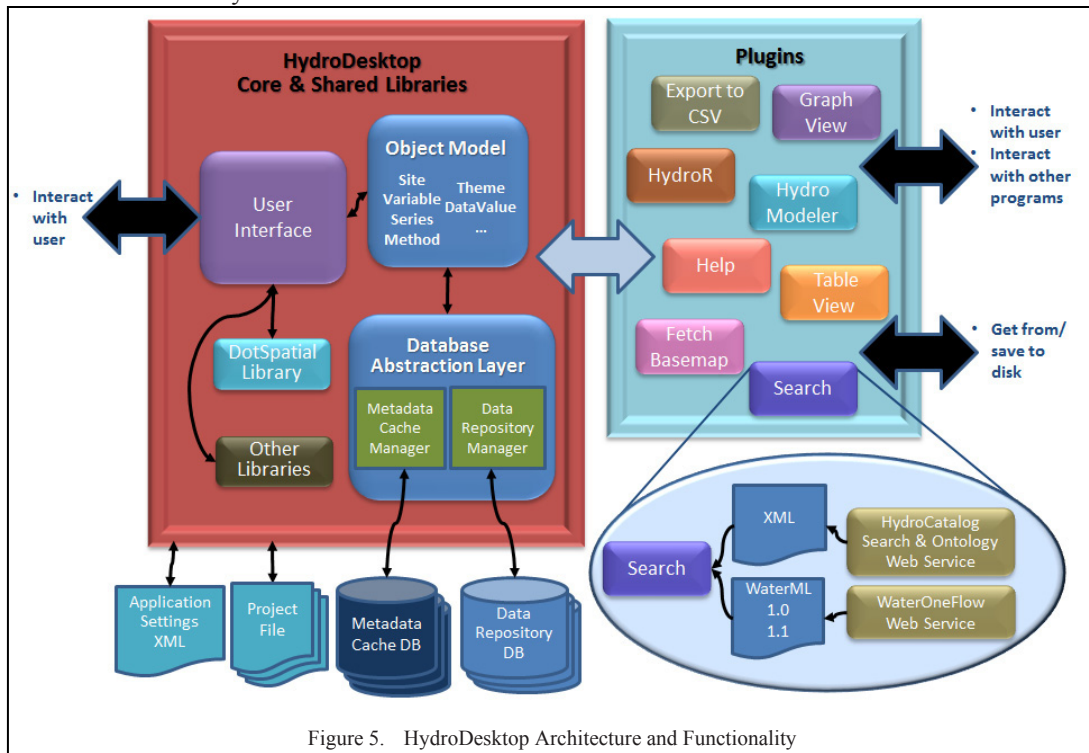 HydroDesktop
Core & Shared Libraries
• Interact
with
user
User
Interface
Object Model
Site
Variable
Series
Method
Theme
DataValue
...
DotSpatial
Library
Other
Libraries
Database
Abstraction Layer
Metadata
Cache
Manager
Data
Repository
Manager
Application
Settings
XML
Project
File
Metadata
Cache DB
Data
Repository
DB
Plugins
Export to
CSV
Graph
View
HydroR
Hydro
Modeler
Help
Table
View
Fetch
Basemap
Search
• Interact
with user
• Interact
with other
programs
• Get from/
save to
disk
Search
XML
WaterML
1.0
1.1
HydroCatalog
Search & Ontology
Web Service
WaterOneFlow
Web Service
Figure 5. HydroDesktop Architecture and Functionality